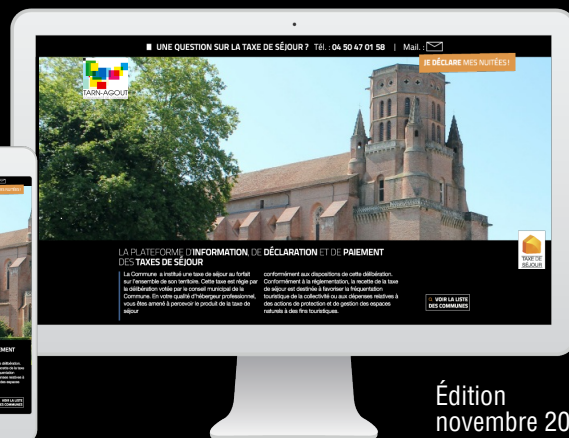 UNE QUESTION SUR LA TAXE DE SÉJOUR ? Tél. : 04 50 47 01 58 | Mail. :
JE DÉCLARE MES NUITÉES !
TARN-AGOUT
LA PLATEFORME D'INFORMATION, DE DÉCLARATION ET DE PAIEMENT
DES TAXES DE SÉJOUR
La Commune a institué une taxe de séjour au forfait
sur l'ensemble de son territoire. Cette taxe est régie par
la délibération votée par le conseil municipal de la
Commune. En votre qualité d'hébergeur professionnel,
vous êtes amené à percevoir le produit de la taxe de
séjour
conformément aux dispositions de cette délibération.
Conformément à la réglementation, la recette de la taxe
de séjour est destinée à favoriser la fréquentation
touristique de la collectivité ou aux dépenses relatives à
des actions de protection et de gestion des espaces
naturels à des fins touristiques.
TAXE DE
SÉJOUR
VOIR LA LISTE
DES COMMUNES
VOIR LA LISTE
DES COMMUNES
Édition
novembre 20